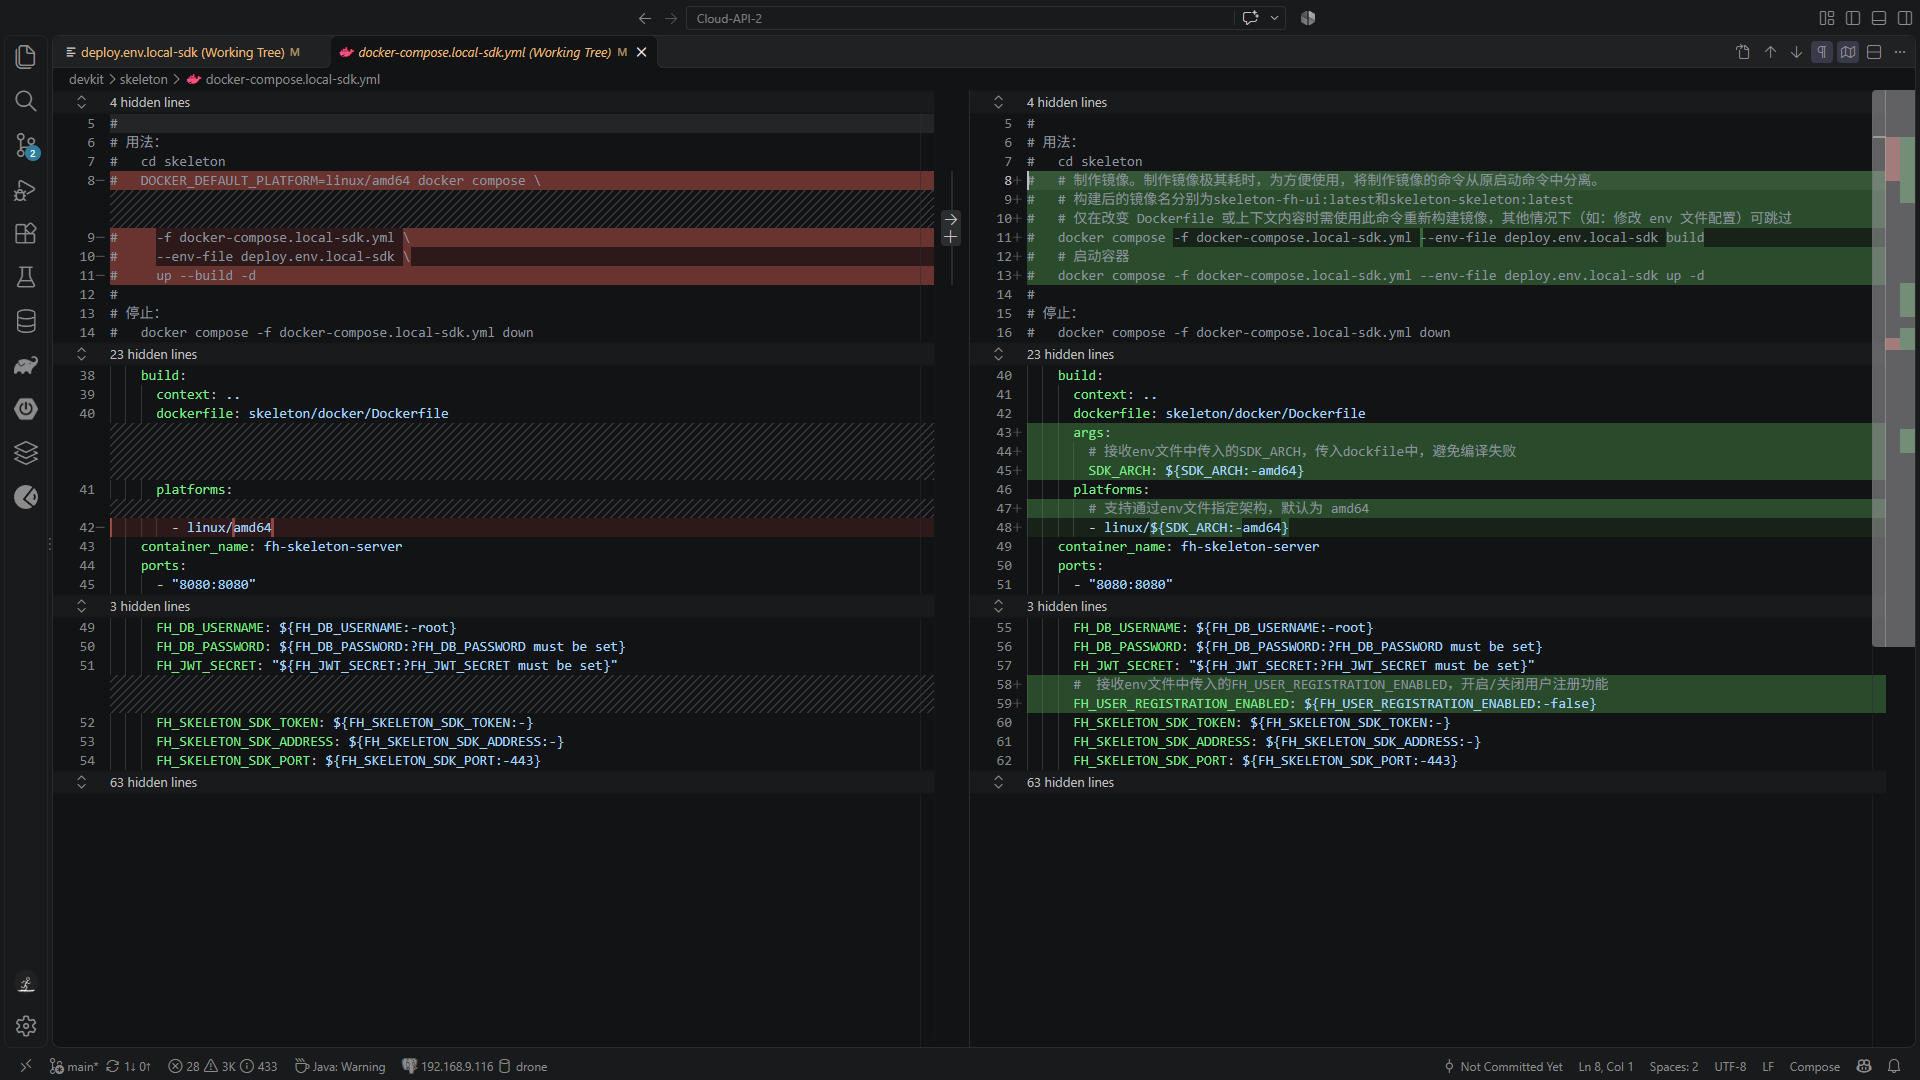 Cloud-API-2
deploy.env.local-sdk (Working Tree) M
docker-compose.local-sdk.yml (Working Tree) M
devkit > skeleton > docker-compose.local-sdk.yml
4 hidden lines
5 #
6 # 用法:
7 #   cd skeleton
8 #   DOCKER_DEFAULT_PLATFORM=linux/amd64 docker compose \
9 #     -f docker-compose.local-sdk.yml \
10 #     --env-file deploy.env.local-sdk \
11 #     up --build -d
12 #
13 # 停止:
14 #   docker compose -f docker-compose.local-sdk.yml down
23 hidden lines
38 build:
39 context: ..
40 dockerfile: skeleton/docker/Dockerfile
41 platforms:
42 - linux/amd64
43 container_name: fh-skeleton-server
44 ports:
45 - "8080:8080"
3 hidden lines
49 FH_DB_USERNAME: ${FH_DB_USERNAME:-root}
50 FH_DB_PASSWORD: ${FH_DB_PASSWORD:?FH_DB_PASSWORD must be set}
51 FH_JWT_SECRET: "${FH_JWT_SECRET:?FH_JWT_SECRET must be set}"
52 FH_SKELETON_SDK_TOKEN: ${FH_SKELETON_SDK_TOKEN:-}
53 FH_SKELETON_SDK_ADDRESS: ${FH_SKELETON_SDK_ADDRESS:-}
54 FH_SKELETON_SDK_PORT: ${FH_SKELETON_SDK_PORT:-443}
63 hidden lines
4 hidden lines
5 #
6 # 用法:
7 #   cd skeleton
8+ #   # 制作镜像。制作镜像极其耗时，为方便使用，将制作镜像的命令从原启动命令中分离。
9+ #   # 构建后的镜像名分别为skeleton-fh-ui:latest和skeleton-skeleton:latest
10+ #   # 仅在改变 Dockerfile 或上下文内容时需使用此命令重新构建镜像，其他情况下（如：修改 env 文件配置）可跳过
11+ #   docker compose -f docker-compose.local-sdk.yml --env-file deploy.env.local-sdk build
12+ #   # 启动容器
13+ #   docker compose -f docker-compose.local-sdk.yml --env-file deploy.env.local-sdk up -d
14 #
15 # 停止:
16 #   docker compose -f docker-compose.local-sdk.yml down
23 hidden lines
40 build:
41 context: ..
42 dockerfile: skeleton/docker/Dockerfile
43+ args:
44+ # 接收env文件中传入的SDK_ARCH，传入dockfile中，避免编译失败
45+ SDK_ARCH: ${SDK_ARCH:-amd64}
46 platforms:
47+ # 支持通过env文件指定架构，默认为 amd64
48+ - linux/${SDK_ARCH:-amd64}
49 container_name: fh-skeleton-server
50 ports:
51 - "8080:8080"
3 hidden lines
55 FH_DB_USERNAME: ${FH_DB_USERNAME:-root}
56 FH_DB_PASSWORD: ${FH_DB_PASSWORD:?FH_DB_PASSWORD must be set}
57 FH_JWT_SECRET: "${FH_JWT_SECRET:?FH_JWT_SECRET must be set}"
58+ #  接收env文件中传入的FH_USER_REGISTRATION_ENABLED，开启/关闭用户注册功能
59+ FH_USER_REGISTRATION_ENABLED: ${FH_USER_REGISTRATION_ENABLED:-false}
60 FH_SKELETON_SDK_TOKEN: ${FH_SKELETON_SDK_TOKEN:-}
61 FH_SKELETON_SDK_ADDRESS: ${FH_SKELETON_SDK_ADDRESS:-}
62 FH_SKELETON_SDK_PORT: ${FH_SKELETON_SDK_PORT:-443}
63 hidden lines
2
main* 1↓ 0↑ 28 3K 433 Java: Warning 192.168.9.116 drone
Not Committed Yet Ln 8, Col 1 Spaces: 2 UTF-8 LF Compose